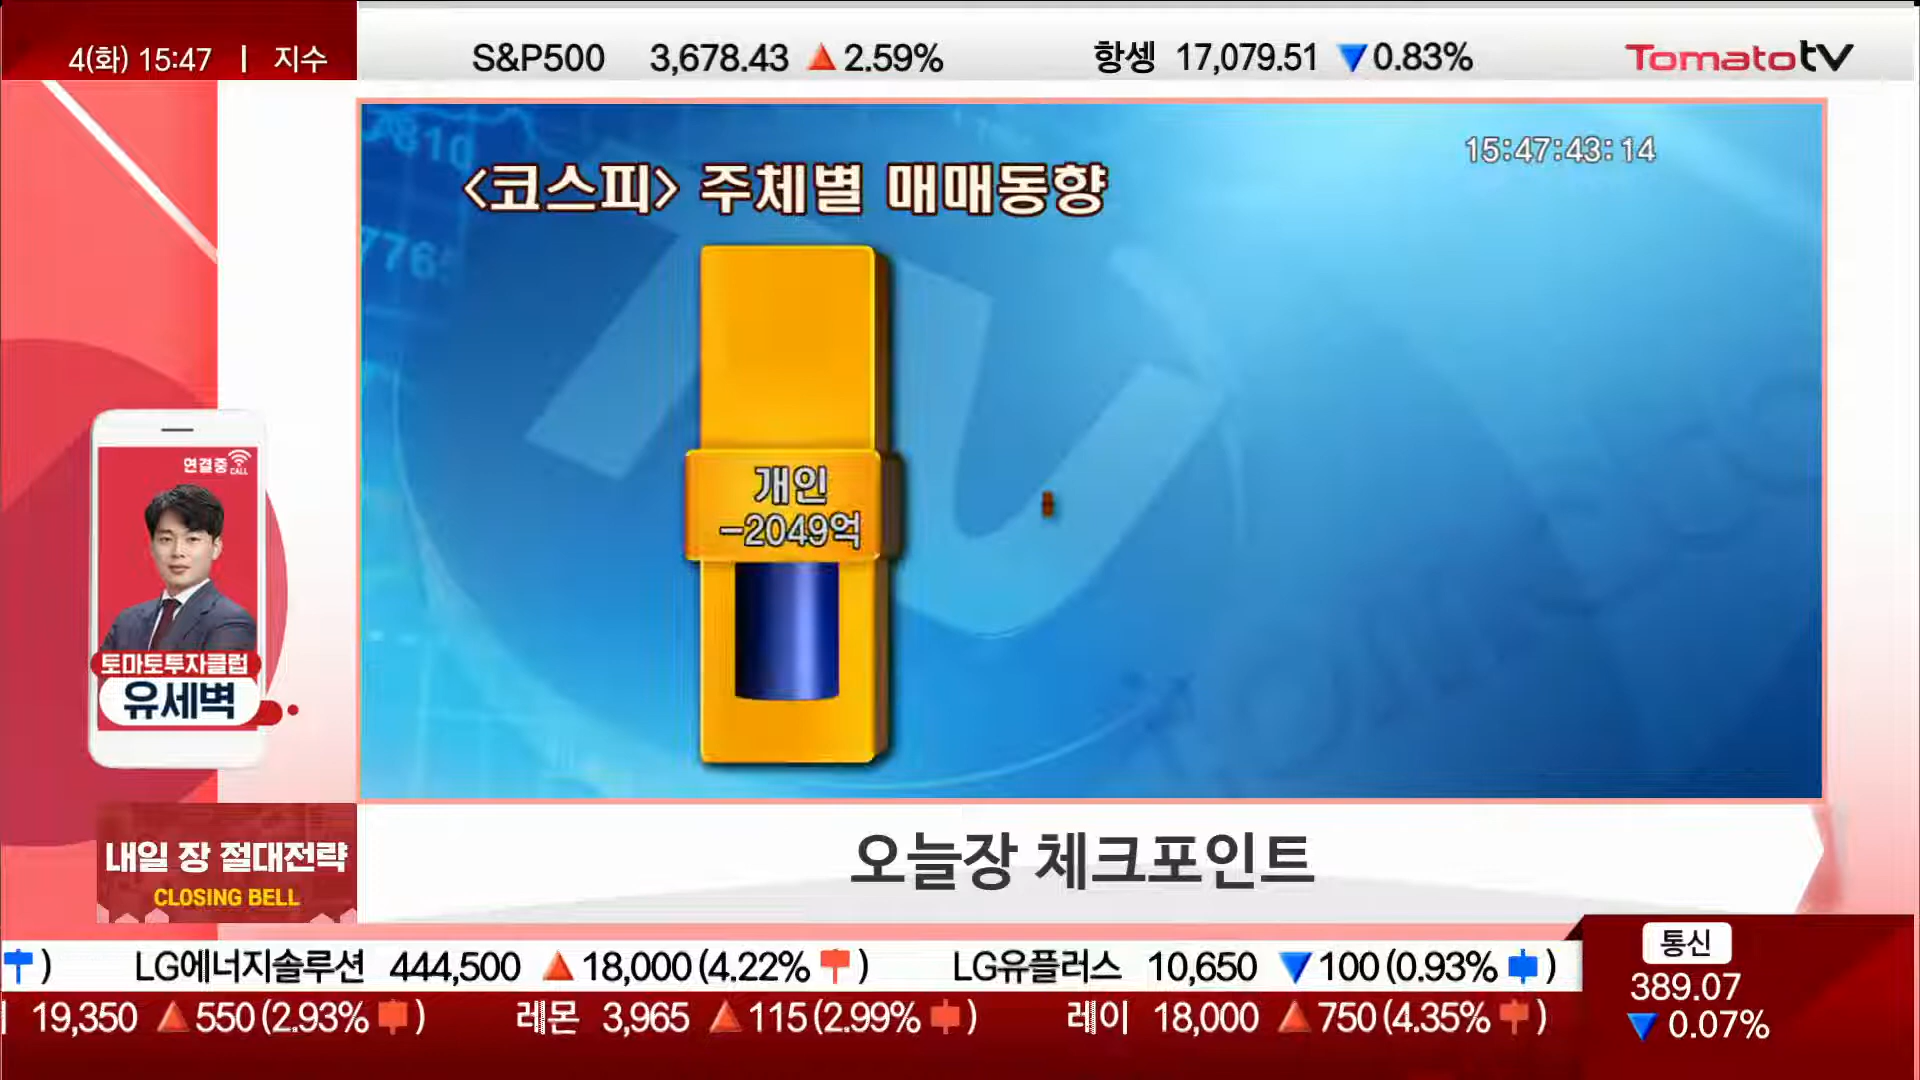 4(화) 15:47 | 지수
S&P500 3,678.43 ▲ 2.59% 항셍 17,079.51 ▼ 0.83%
Tomatotv
7810
776
15:47:43:14
<코스피> 주체별 매매동향
개인
-2049억
연결중
CALL
토마토투자클럽
유세벽
내일 장 절대전략
CLOSING BELL
오늘장 체크포인트
) LG에너지솔루션 444,500 ▲ 18,000 (4.22% ) LG유플러스 10,650 ▼ 100 (0.93% )
19,350 ▲ 550 (2.93% ) 레몬 3,965 ▲ 115 (2.99% ) 레이 18,000 ▲ 750 (4.35% )
통신
389.07
▼ 0.07%